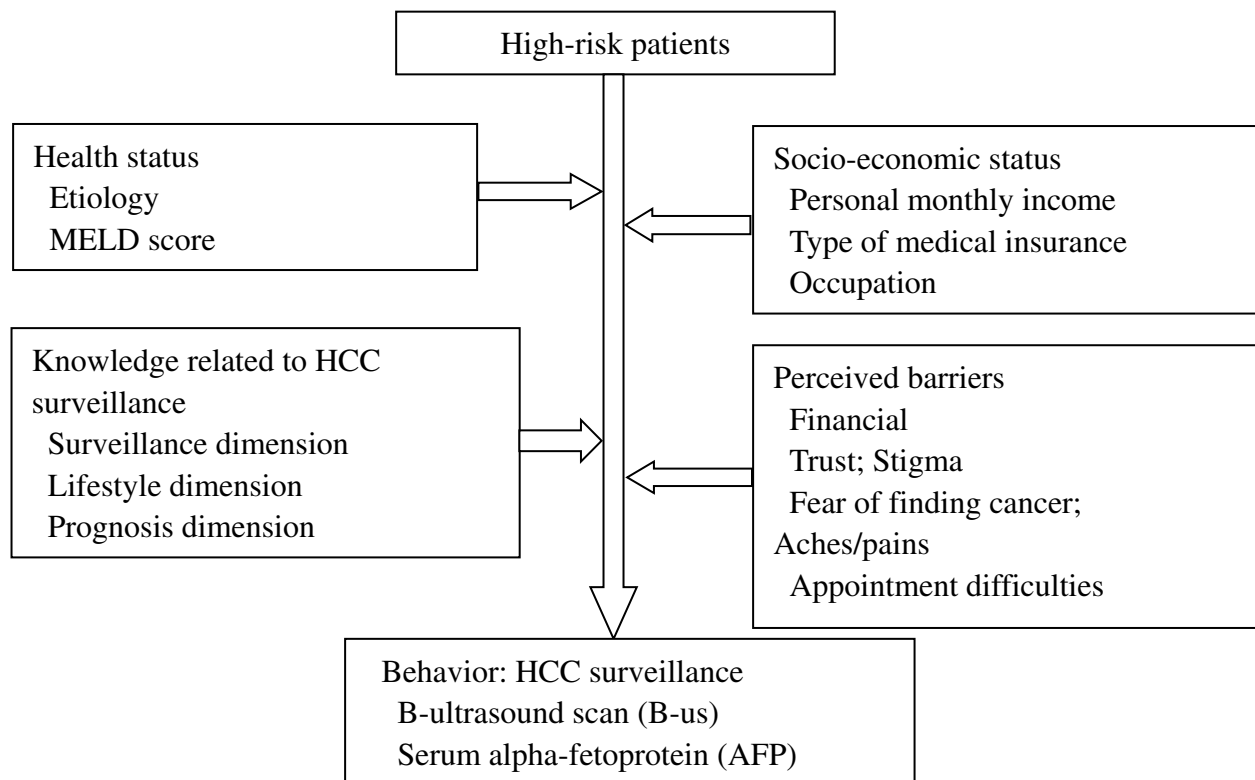 High-risk patients
Health status
Etiology
MELD score
Socio-economic status
Personal monthly income
Type of medical insurance
Occupation
Knowledge related to HCC
surveillance
Surveillance dimension
Lifestyle dimension
Prognosis dimension
Perceived barriers
Financial
Trust; Stigma
Fear of finding cancer;
Aches/pains
Appointment difficulties
Behavior: HCC surveillance
B-ultrasound scan (B-us)
Serum alpha-fetoprotein (AFP)